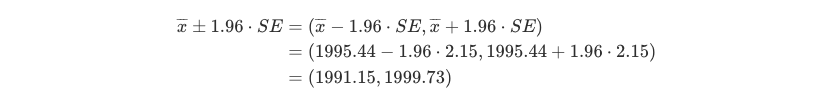 x̅ ± 1.96 · SE = (x̅ − 1.96 · SE, x̅ + 1.96 · SE)
= (1995.44 − 1.96 · 2.15, 1995.44 + 1.96 · 2.15)
= (1991.15, 1999.73)